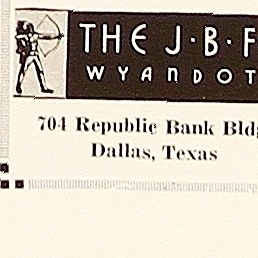 THE J·B·F
WYANDOT
704 Republic Bank Bldg
Dallas, Texas